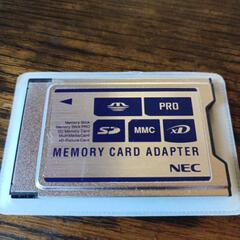 PRO
Memory Stick
Memory Stick PRO
SD Memory Card
MultiMediaCard
xD-Picture Card
SD
MMC
xD
MEMORY CARD ADAPTER
NEC